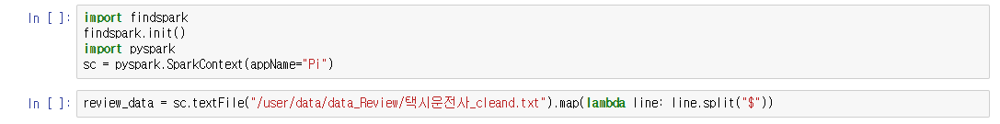 In [ ]: import findspark
findspark.init()
import pyspark
sc = pyspark.SparkContext(appName="Pi")
In [ ]: review_data = sc.textFile("/user/data/data_Review/택시운전사_cleand.txt").map(lambda line: line.split("$"))